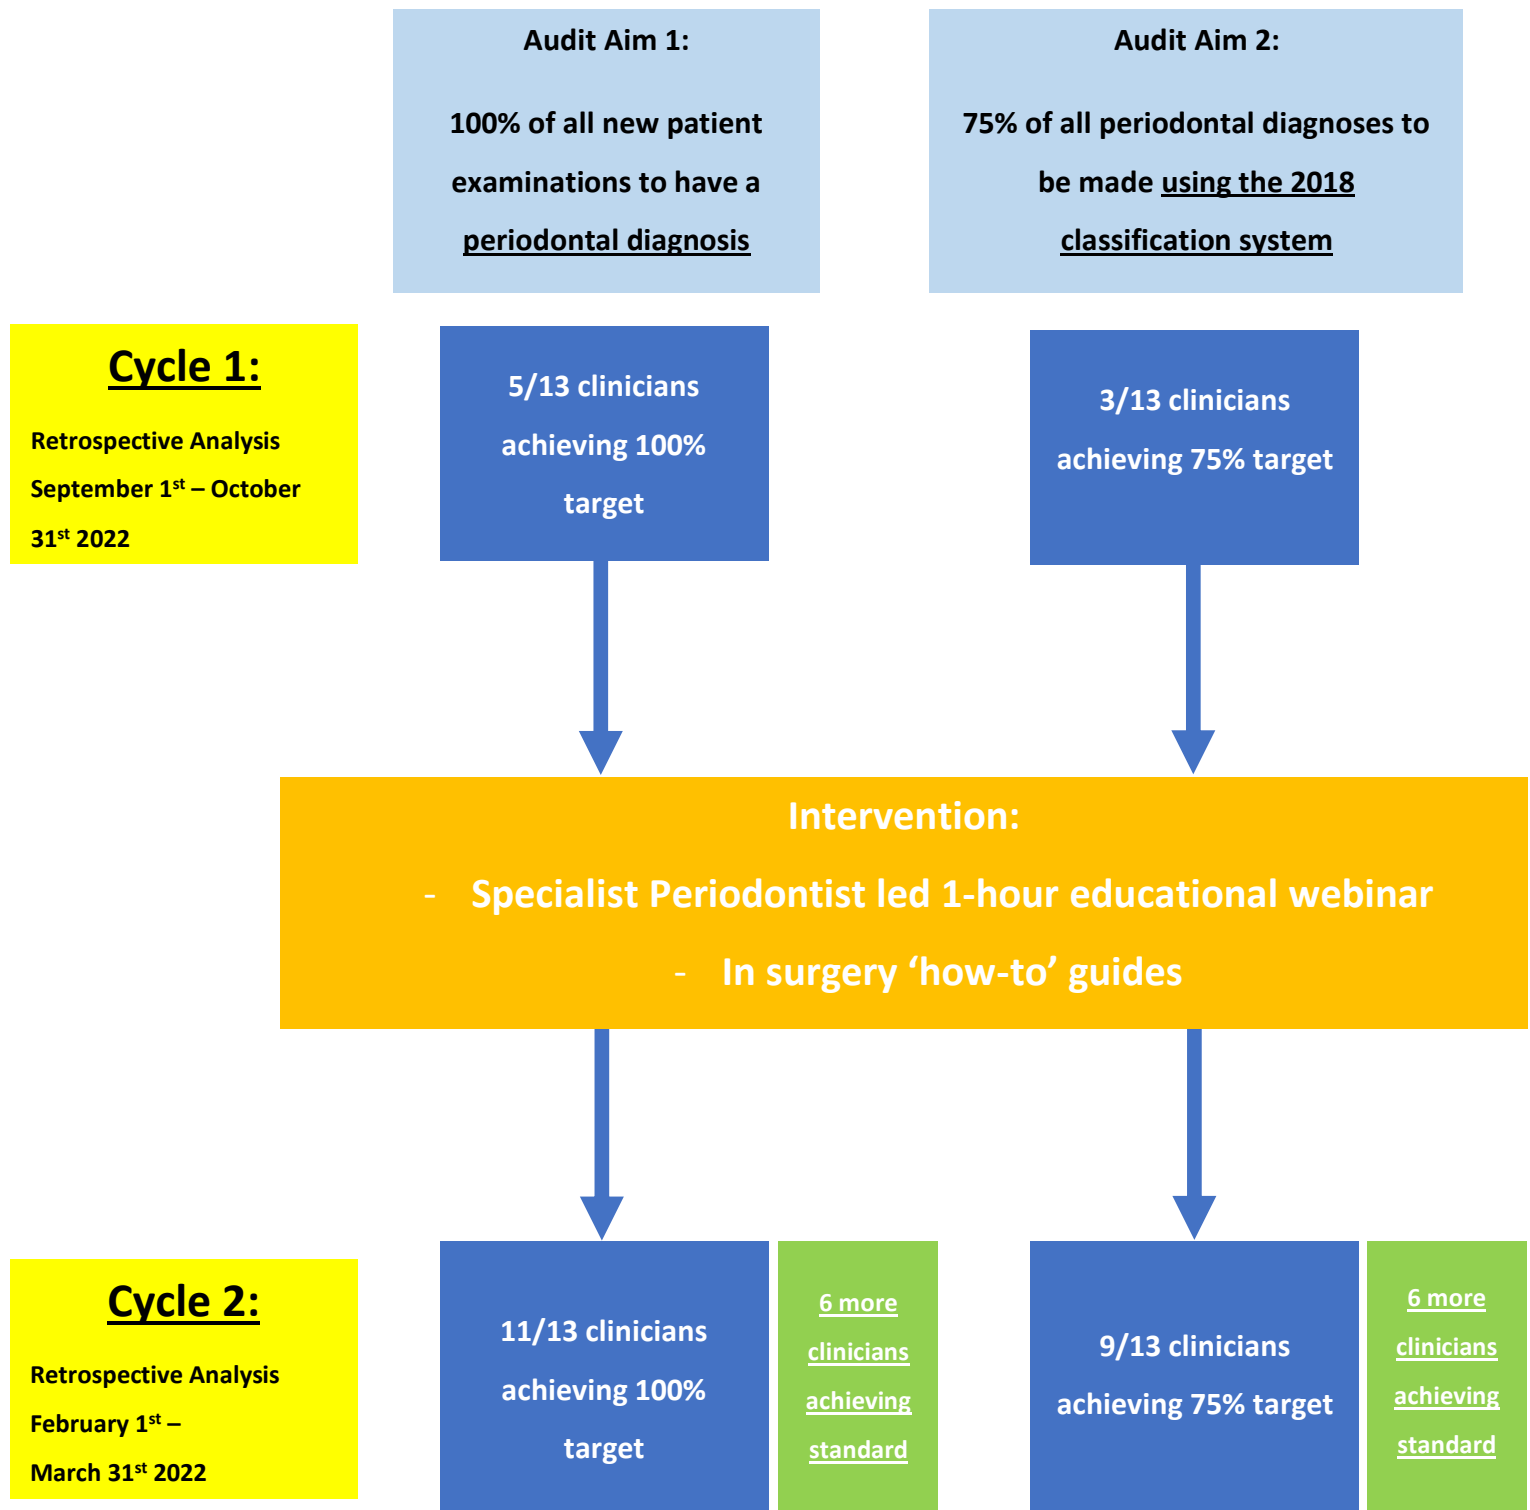 Audit Aim 1:
100% of all new patient
examinations to have a
periodontal diagnosis
Audit Aim 2:
75% of all periodontal diagnoses to
be made using the 2018
classification system
Cycle 1:
Retrospective Analysis
September 1st – October
31st 2022
5/13 clinicians
achieving 100%
target
3/13 clinicians
achieving 75% target
Intervention:
- Specialist Periodontist led 1-hour educational webinar
- In surgery ‘how-to’ guides
Cycle 2:
Retrospective Analysis
February 1st –
March 31st 2022
11/13 clinicians
achieving 100%
target
6 more
clinicians
achieving
standard
9/13 clinicians
achieving 75% target
6 more
clinicians
achieving
standard